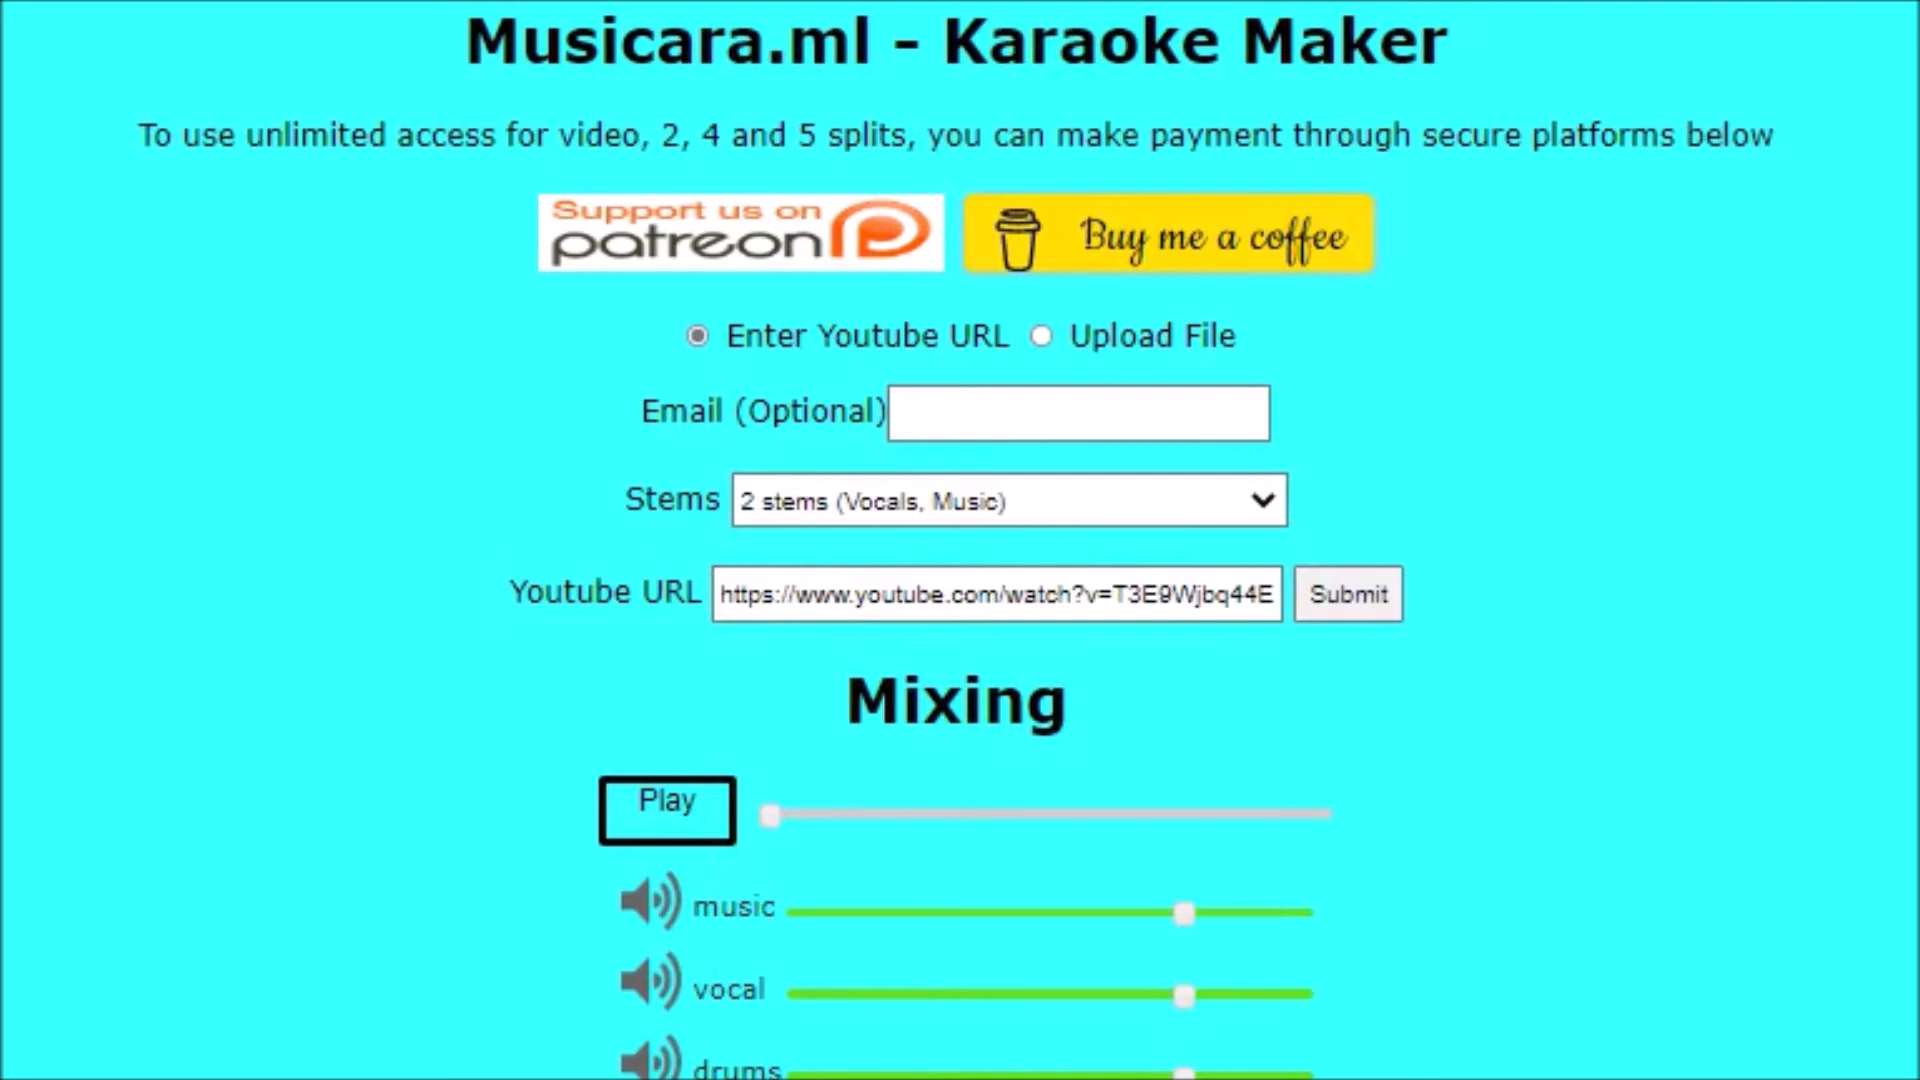 Musicara.ml - Karaoke Maker
To use unlimited access for video, 2, 4 and 5 splits, you can make payment through secure platforms below
Support us on
patreon
Buy me a coffee
Enter Youtube URL Upload File
Email (Optional)
Stems 2 stems (Vocals, Music)
Youtube URL https://www.youtube.com/watch?v=T3E9Wjbq44E Submit
Mixing
Play
music
vocal
drums